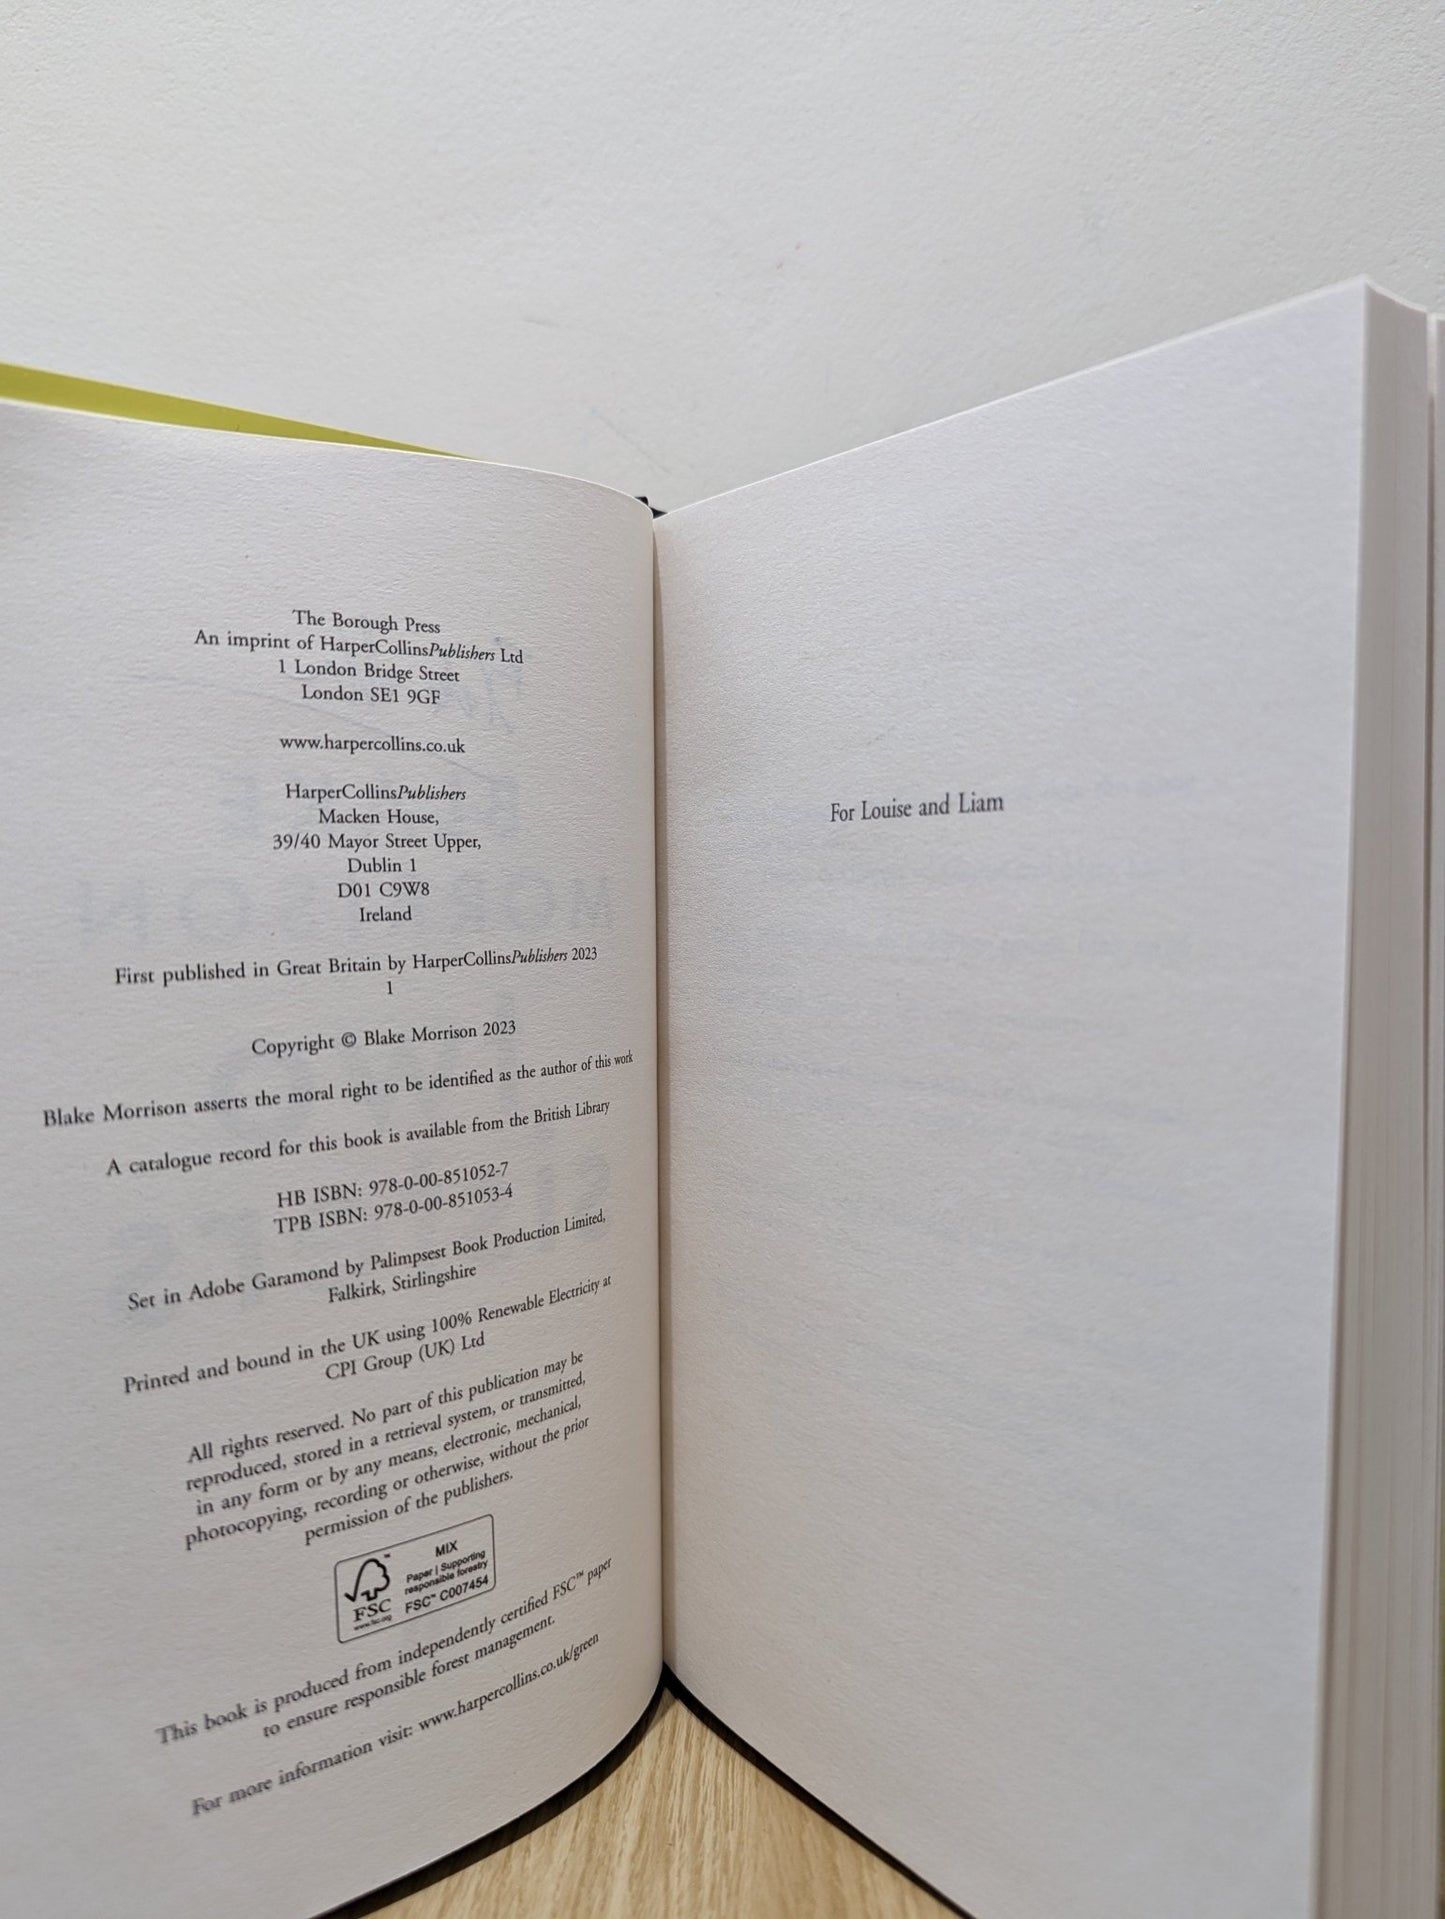 The Borough Press
An imprint of HarperCollinsPublishers Ltd
1 London Bridge Street
London SE1 9GF
www.harpercollins.co.uk
HarperCollinsPublishers
Macken House,
39/40 Mayor Street Upper,
Dublin 1
D01 C9W8
Ireland
First published in Great Britain by HarperCollinsPublishers 2023
1
Copyright © Blake Morrison 2023
Blake Morrison asserts the moral right to be identified as the author of this work
A catalogue record for this book is available from the British Library
HB ISBN: 978-0-00-851052-7
TPB ISBN: 978-0-00-851053-4
Set in Adobe Garamond by Palimpsest Book Production Limited,
Falkirk, Stirlingshire
Printed and bound in the UK using 100% Renewable Electricity at
CPI Group (UK) Ltd
All rights reserved. No part of this publication may be
reproduced, stored in a retrieval system, or transmitted,
in any form or by any means, electronic, mechanical,
photocopying, recording or otherwise, without the prior
permission of the publishers.
FSC™
www.fsc.org
MIX
Paper | Supporting
responsible forestry
FSC™ C007454
This book is produced from independently certified FSC™ paper
to ensure responsible forest management.
For more information visit: www.harpercollins.co.uk/green
For Louise and Liam